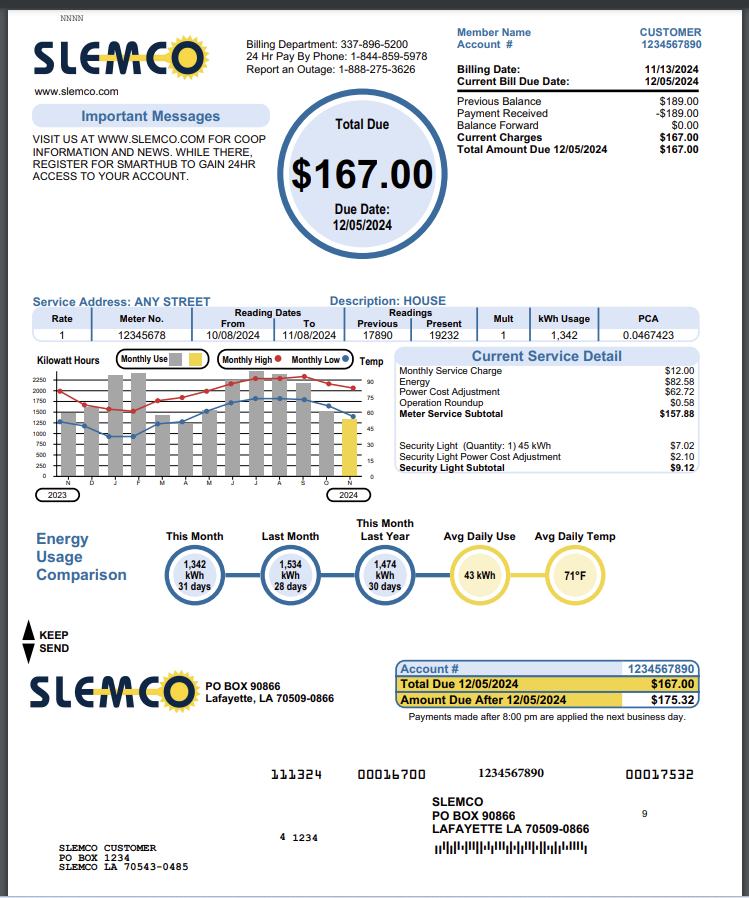 NNNN
SLEMCO
www.slemco.com
Billing Department: 337-896-5200
24 Hr Pay By Phone: 1-844-859-5978
Report an Outage: 1-888-275-3626
Member Name CUSTOMER
Account # 1234567890
Billing Date: 11/13/2024
Current Bill Due Date: 12/05/2024
Previous Balance $189.00
Payment Received -$189.00
Balance Forward $0.00
Current Charges $167.00
Total Amount Due 12/05/2024 $167.00
Important Messages
VISIT US AT WWW.SLEMCO.COM FOR COOP
INFORMATION AND NEWS. WHILE THERE,
REGISTER FOR SMARTHUB TO GAIN 24HR
ACCESS TO YOUR ACCOUNT.
Total Due
$167.00
Due Date:
12/05/2024
Service Address: ANY STREET Description: HOUSE
Rate Meter No. Reading Dates Readings Mult kWh Usage PCA
From To Previous Present
1 12345678 10/08/2024 11/08/2024 17890 19232 1 1,342 0.0467423
Kilowatt Hours Monthly Use Monthly High Monthly Low Temp
2250
2000
1750
1500
1250
1000
750
500
250
0
90
75
60
45
30
15
0
N D J F M A M J J A S O N
2023 2024
Current Service Detail
Monthly Service Charge $12.00
Energy $82.58
Power Cost Adjustment $62.72
Operation Roundup $0.58
Meter Service Subtotal $157.88
Security Light (Quantity: 1) 45 kWh $7.02
Security Light Power Cost Adjustment $2.10
Security Light Subtotal $9.12
Energy
Usage
Comparison
This Month
1,342
kWh
31 days
Last Month
1,534
kWh
28 days
This Month
Last Year
1,474
kWh
30 days
Avg Daily Use
43 kWh
Avg Daily Temp
71°F
KEEP
SEND
SLEMCO
PO BOX 90866
Lafayette, LA 70509-0866
Account # 1234567890
Total Due 12/05/2024 $167.00
Amount Due After 12/05/2024 $175.32
Payments made after 8:00 pm are applied the next business day.
111324 00016700 1234567890 00017532
SLEMCO
PO BOX 90866
LAFAYETTE LA 70509-0866
9
4 1234
SLEMCO CUSTOMER
PO BOX 1234
SLEMCO LA 70543-0485